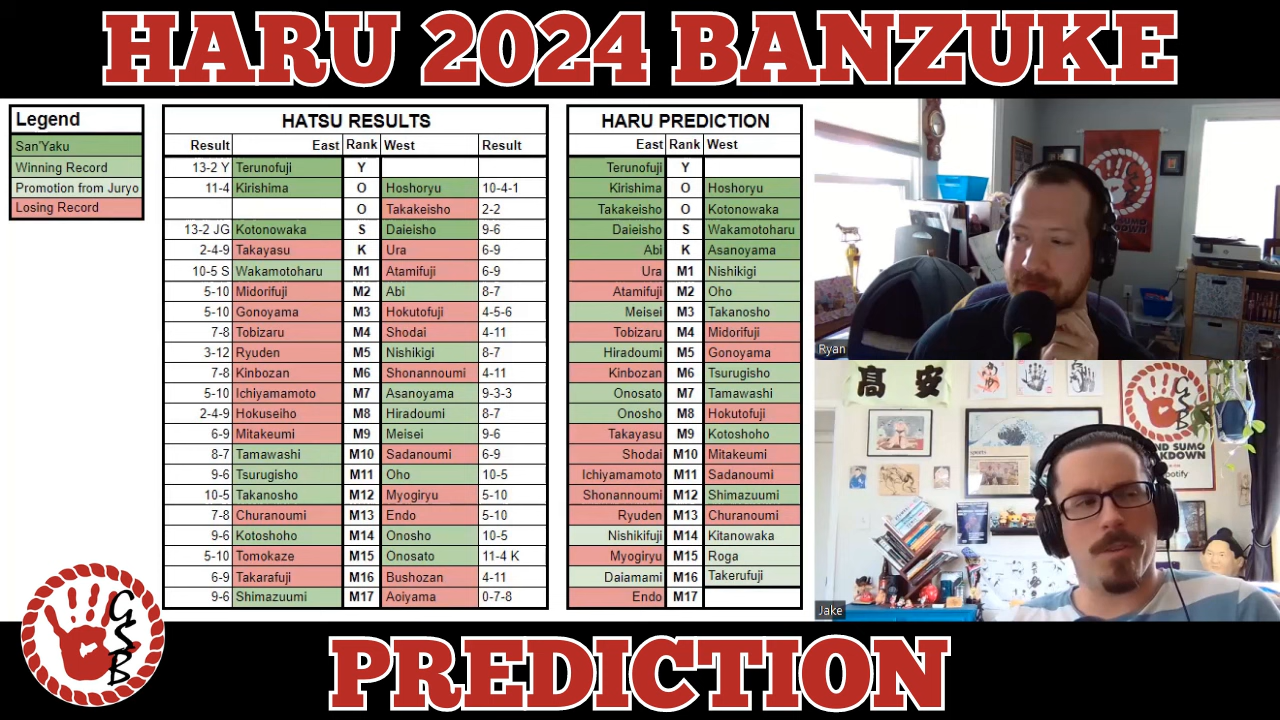 HARU 2024 BANZUKE
Legend
San'Yaku
Winning Record
Promotion from Juryo
Losing Record
HATSU RESULTS
Result East Rank West Result
13-2 Y Terunofuji Y
11-4 Kirishima O Hoshoryu 10-4-1
O Takakeisho 2-2
13-2 JG Kotonowaka S Daieisho 9-6
2-4-9 Takayasu K Ura 6-9
10-5 S Wakamotoharu M1 Atamifuji 6-9
5-10 Midorifuji M2 Abi 8-7
5-10 Gonoyama M3 Hokutofuji 4-5-6
7-8 Tobizaru M4 Shodai 4-11
3-12 Ryuden M5 Nishikigi 8-7
7-8 Kinbozan M6 Shonannoumi 4-11
5-10 Ichiyamamoto M7 Asanoyama 9-3-3
2-4-9 Hokuseiho M8 Hiradoumi 8-7
6-9 Mitakeumi M9 Meisei 9-6
8-7 Tamawashi M10 Sadanoumi 6-9
9-6 Tsurugisho M11 Oho 10-5
10-5 Takanosho M12 Myogiryu 5-10
7-8 Churanoumi M13 Endo 5-10
9-6 Kotoshoho M14 Onosho 10-5
5-10 Tomokaze M15 Onosato 11-4 K
6-9 Takarafuji M16 Bushozan 4-11
9-6 Shimazuumi M17 Aoiyama 0-7-8
HARU PREDICTION
East Rank West
Terunofuji Y
Kirishima O Hoshoryu
Takakeisho O Kotonowaka
Daieisho S Wakamotoharu
Abi K Asanoyama
Ura M1 Nishikigi
Atamifuji M2 Oho
Meisei M3 Takanosho
Tobizaru M4 Midorifuji
Hiradoumi M5 Gonoyama
Kinbozan M6 Tsurugisho
Onosato M7 Tamawashi
Onosho M8 Hokutofuji
Takayasu M9 Kotoshoho
Shodai M10 Mitakeumi
Ichiyamamoto M11 Sadanoumi
Shonannoumi M12 Shimazuumi
Ryuden M13 Churanoumi
Nishikifuji M14 Kitanowaka
Myogiryu M15 Roga
Daiamami M16 Takerufuji
Endo M17
Ryan
高安
GSB
Jake
GSB
PREDICTION